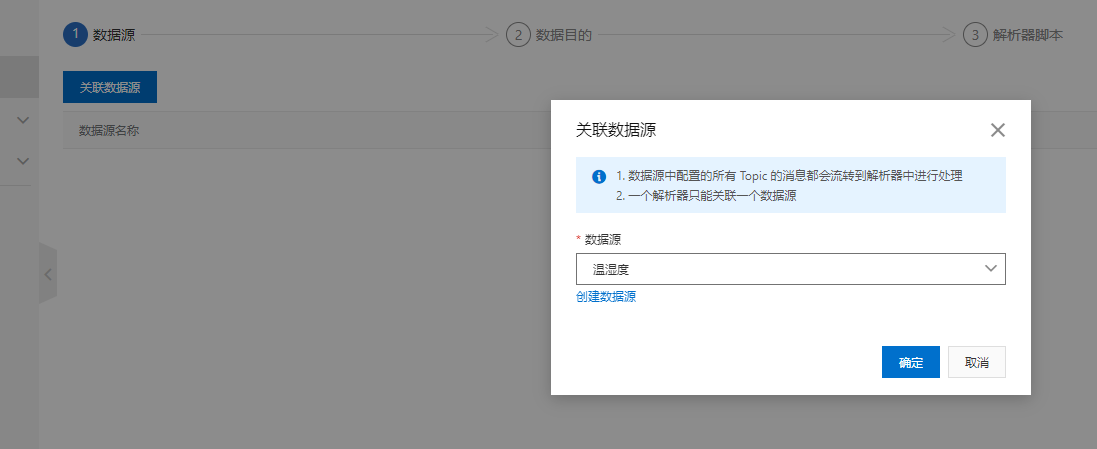 1 数据源
2 数据目的
3 解析器脚本
关联数据源
数据源名称
关联数据源
1. 数据源中配置的所有 Topic 的消息都会流转到解析器中进行处理
2. 一个解析器只能关联一个数据源
* 数据源
温湿度
创建数据源
确定
取消